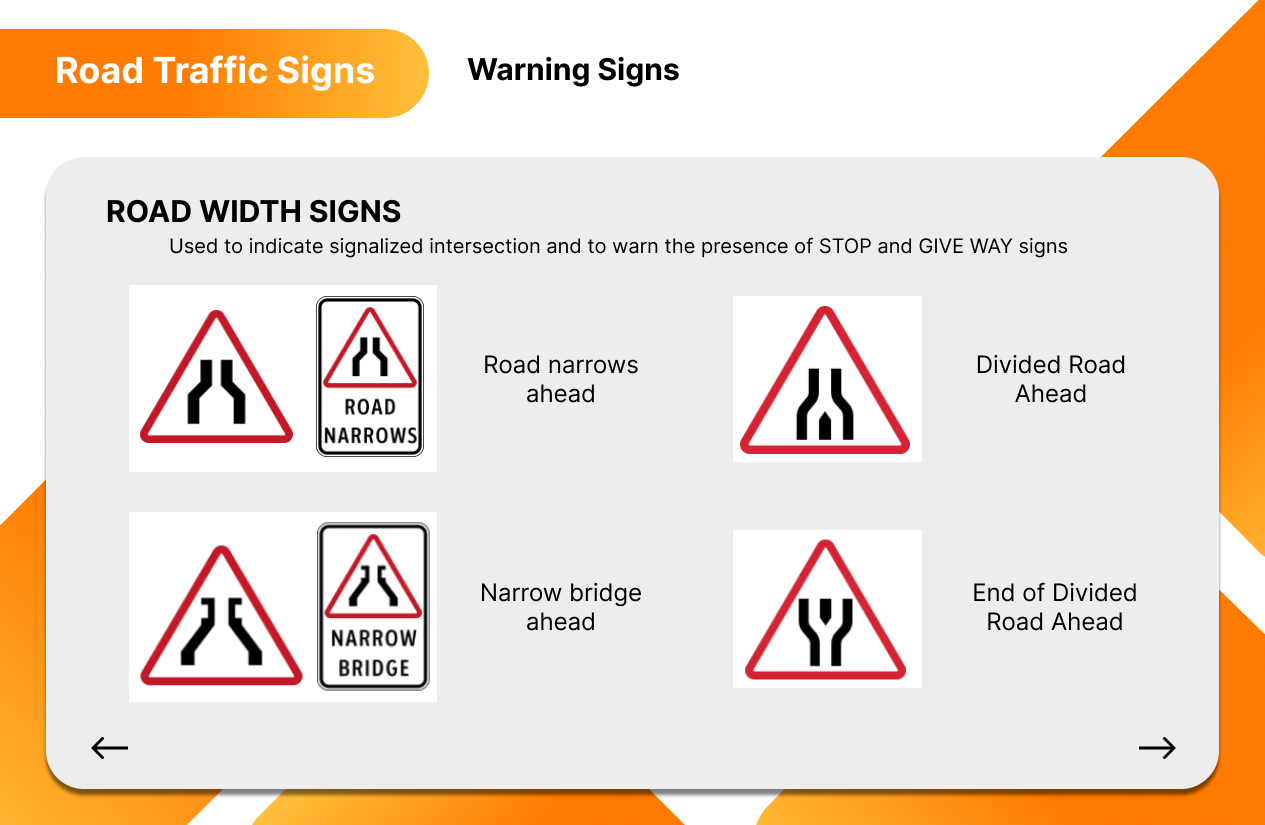 Road Traffic Signs
Warning Signs
ROAD WIDTH SIGNS
Used to indicate signalized intersection and to warn the presence of STOP and GIVE WAY signs
ROAD
NARROWS
Road narrows
ahead
Divided Road
Ahead
NARROW
BRIDGE
Narrow bridge
ahead
End of Divided
Road Ahead